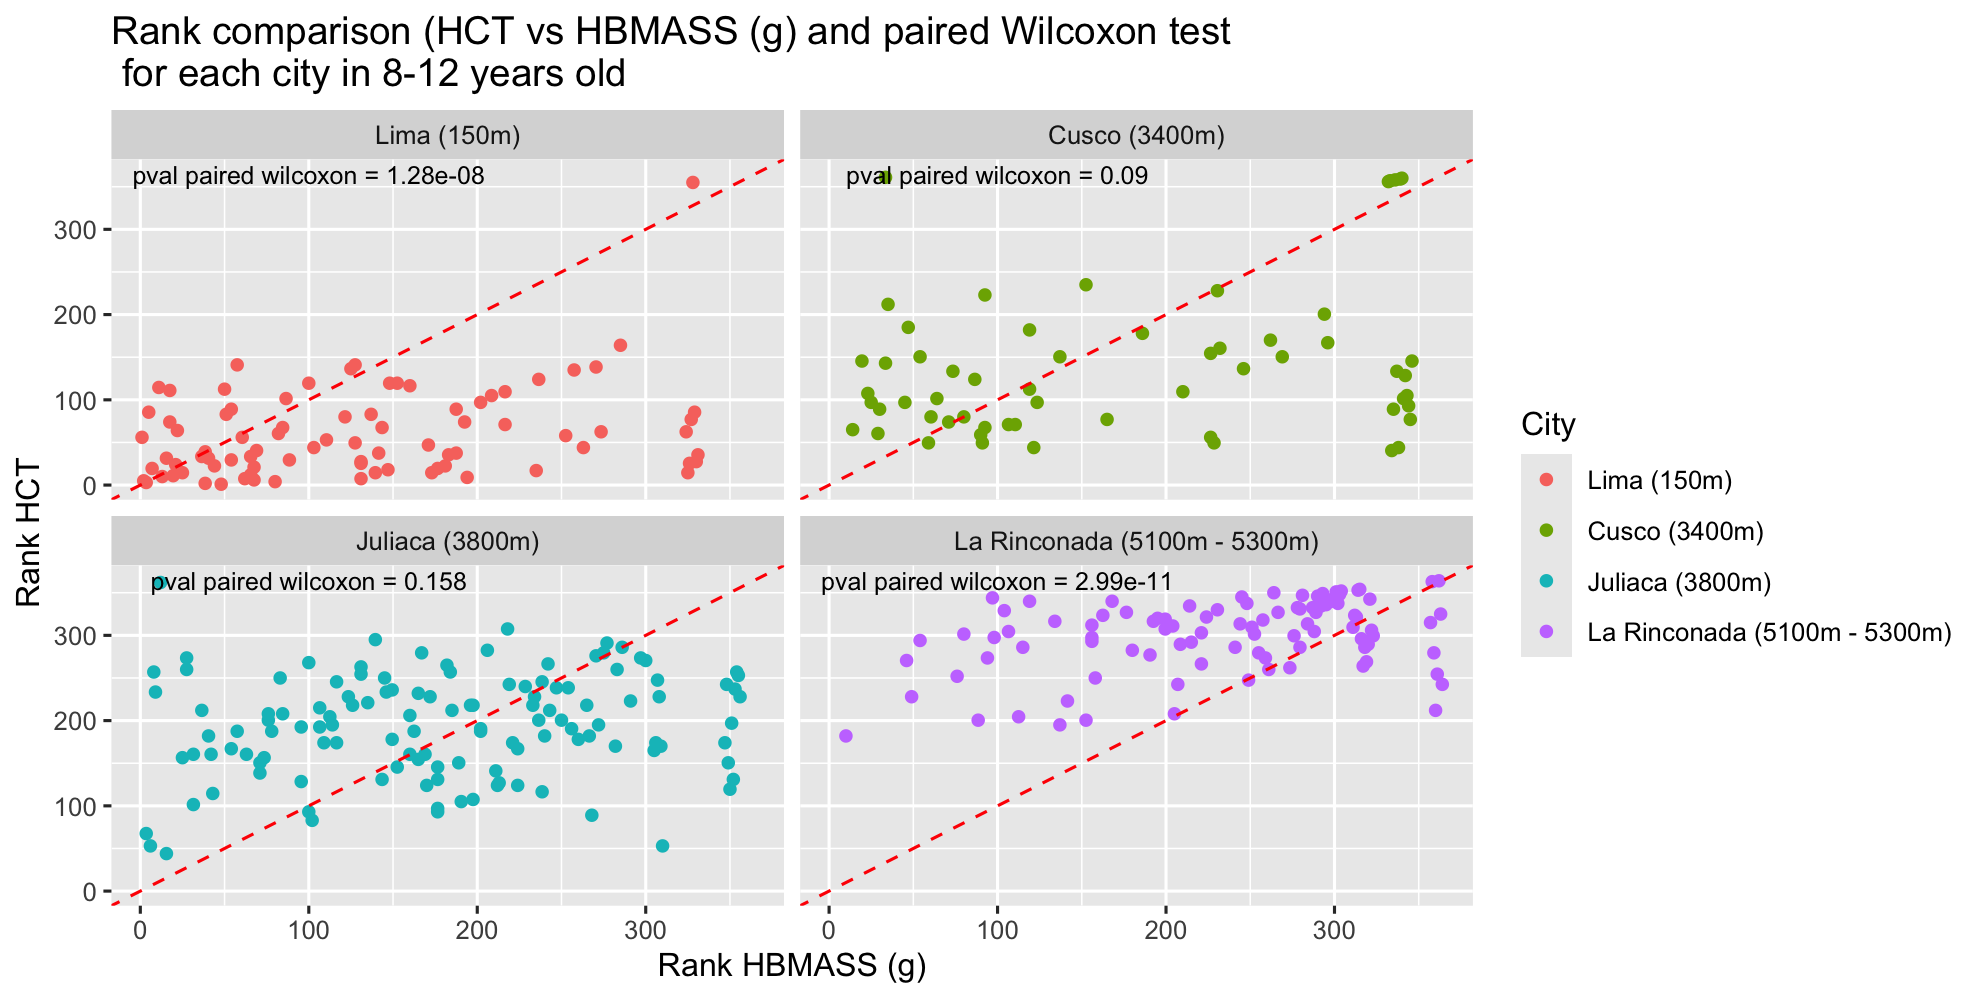 Rank comparison (HCT vs HBMASS (g) and paired Wilcoxon test
for each city in 8-12 years old
Lima (150m)
Cusco (3400m)
pval paired wilcoxon = 1.28e-08
pval paired wilcoxon = 0.09
300
200
100
0
Juliaca (3800m)
La Rinconada (5100m - 5300m)
pval paired wilcoxon = 0.158
pval paired wilcoxon = 2.99e-11
300
200
100
0
0 100 200 300
0 100 200 300
Rank HBMASS (g)
Rank HCT
City
Lima (150m)
Cusco (3400m)
Juliaca (3800m)
La Rinconada (5100m - 5300m)